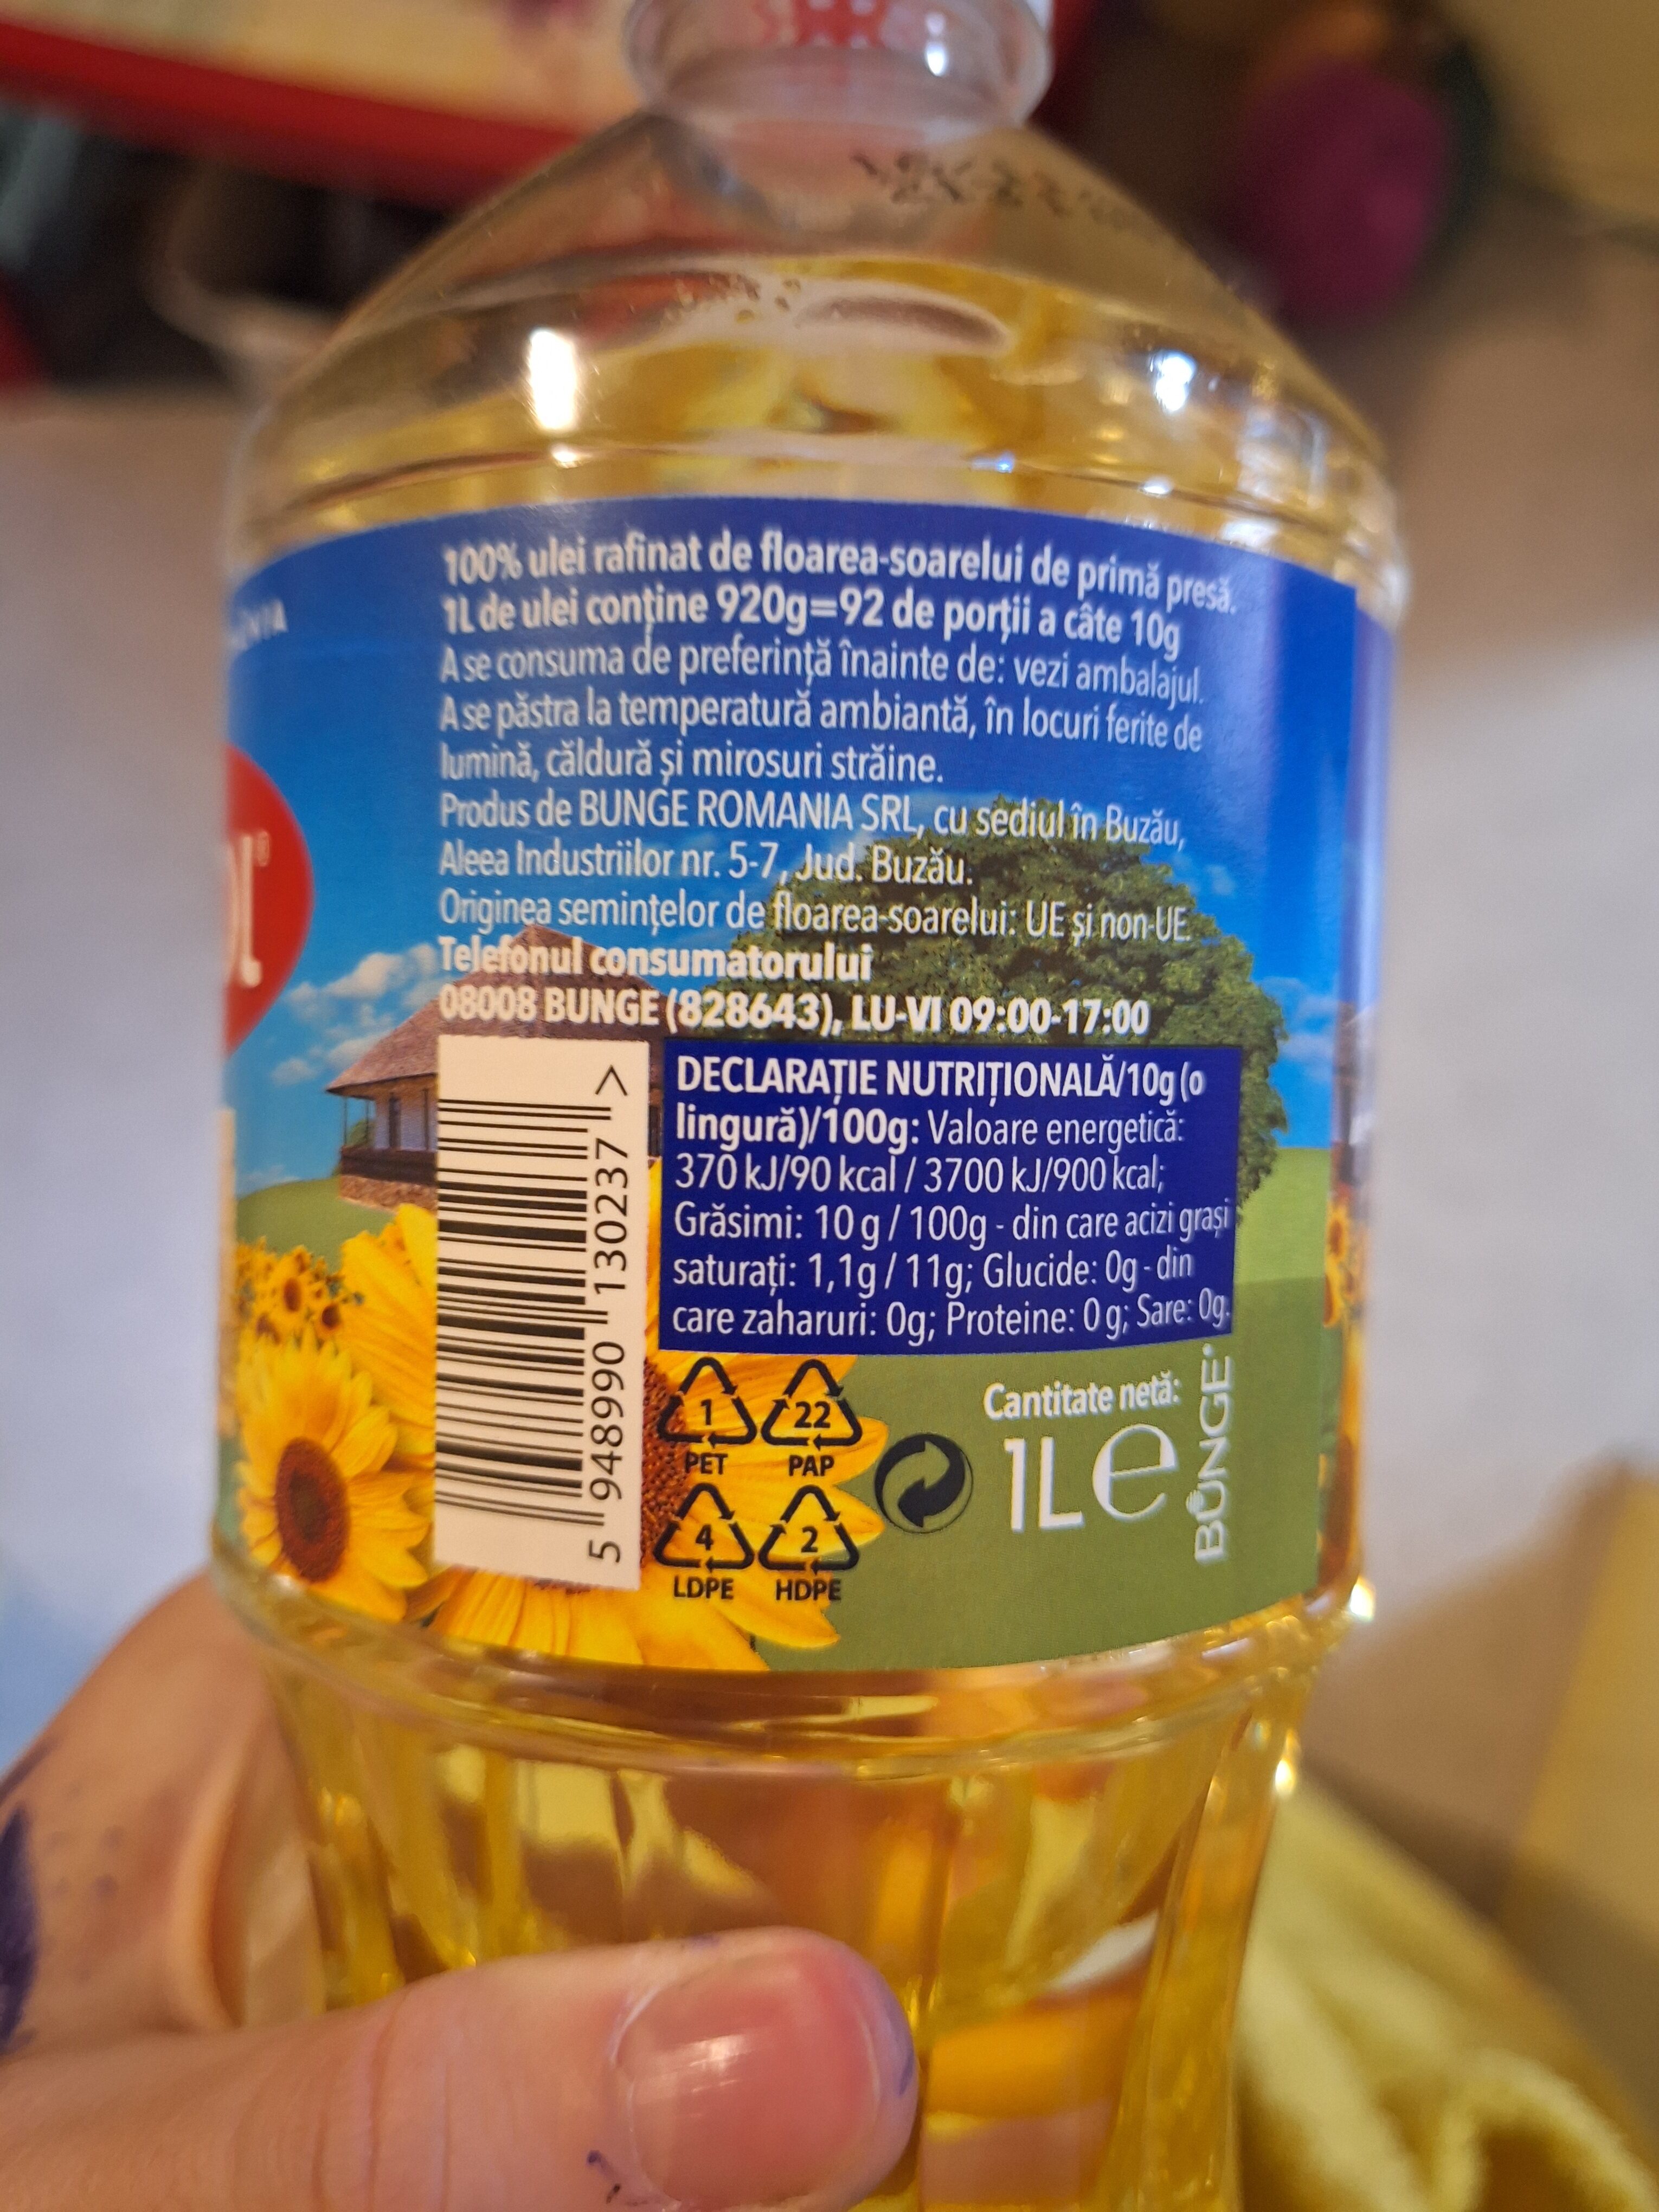 100% ulei rafinat de floarea-soarelui de primă presă.
1L de ulei conține 920g=92 de porții a câte 10g
A se consuma de preferință înainte de: vezi ambalajul.
A se păstra la temperatură ambiantă, în locuri ferite de
lumină, căldură și mirosuri străine.
Produs de BUNGE ROMANIA SRL, cu sediul în Buzău,
Aleea Industriilor nr. 5-7, Jud. Buzău.
Originea semințelor de floarea-soarelui: UE și non-UE.
Telefonul consumatorului
08008 BUNGE (828643), LU-VI 09:00-17:00
DECLARAȚIE NUTRIȚIONALĂ/10g (o
lingură)/100g: Valoare energetică:
370 kJ/90 kcal / 3700 kJ/900 kcal;
Grăsimi: 10 g / 100g - din care acizi grași
saturați: 1,1g / 11g; Glucide: 0g - din
care zaharuri: 0g; Proteine: 0 g; Sare: 0g.
5 948990 130237 >
1 22
PET PAP
4 2
LDPE HDPE
Cantitate netă:
1L e
BUNGE